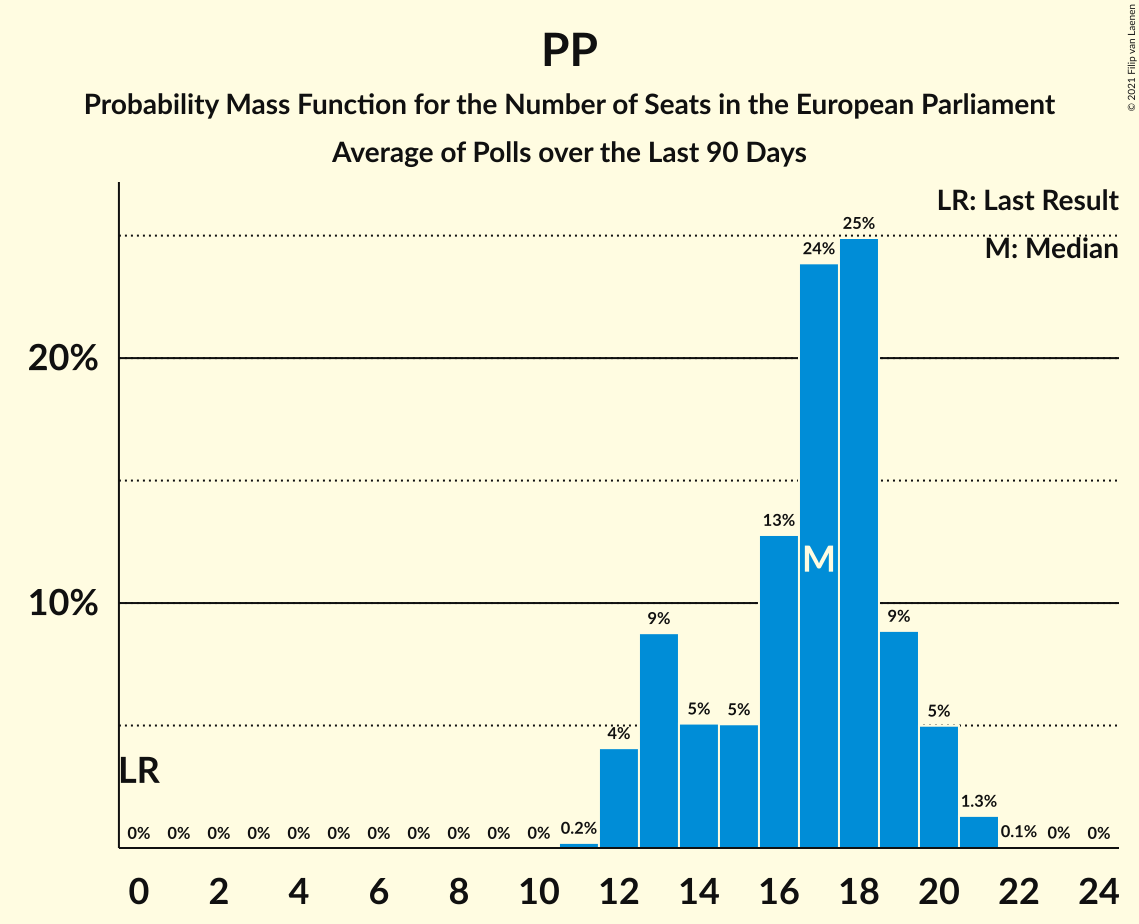 PP
Probability Mass Function for the Number of Seats in the European Parliament
Average of Polls over the Last 90 Days
© 2021 Filip van Laenen
LR: Last Result
M: Median
25%
24%
20%
13%
M
10%
9%
9%
5%
5%
5%
4%
LR
1.3%
0% 0% 0% 0% 0% 0% 0% 0% 0% 0% 0% 0.2% 0.1% 0% 0%
0 2 4 6 8 10 12 14 16 18 20 22 24